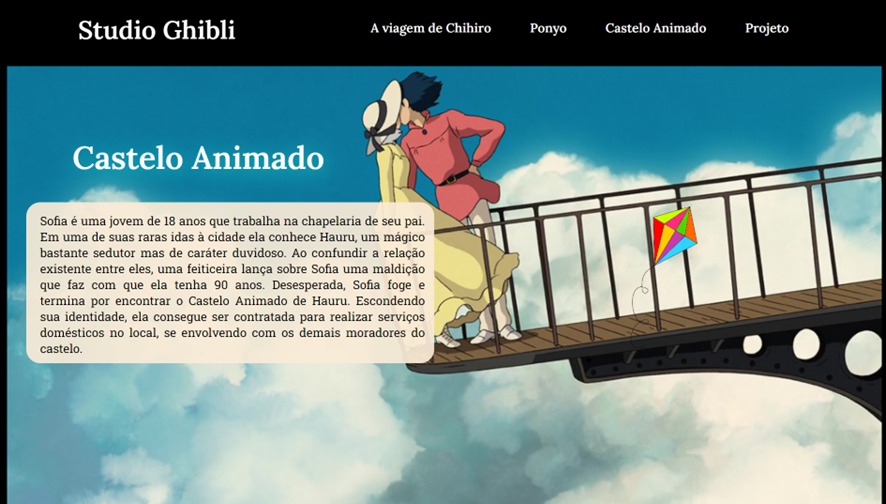 Studio Ghibli
A viagem de Chihiro
Ponyo
Castelo Animado
Projeto
Castelo Animado
Sofia é uma jovem de 18 anos que trabalha na chapelaria de seu pai.
Em uma de suas raras idas à cidade ela conhece Hauru, um mágico
bastante sedutor mas de caráter duvidoso. Ao confundir a relação
existente entre eles, uma feiticeira lança sobre Sofia uma maldição
que faz com que ela tenha 90 anos. Desesperada, Sofia foge e
termina por encontrar o Castelo Animado de Hauru. Escondendo
sua identidade, ela consegue ser contratada para realizar serviços
domésticos no local, se envolvendo com os demais moradores do
castelo.